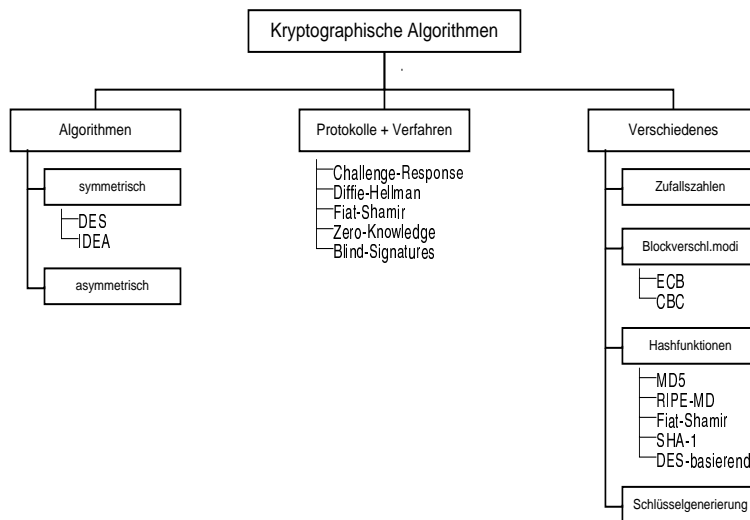 Kryptographische Algorithmen
Algorithmen
symmetrisch
DES
IDEA
asymmetrisch
Protokolle + Verfahren
Challenge-Response
Diffie-Hellman
Fiat-Shamir
Zero-Knowledge
Blind-Signatures
Verschiedenes
Zufallszahlen
Blockverschl.modi
ECB
CBC
Hashfunktionen
MD5
RIPE-MD
Fiat-Shamir
SHA-1
DES-basierend
Schlüsselgenerierung